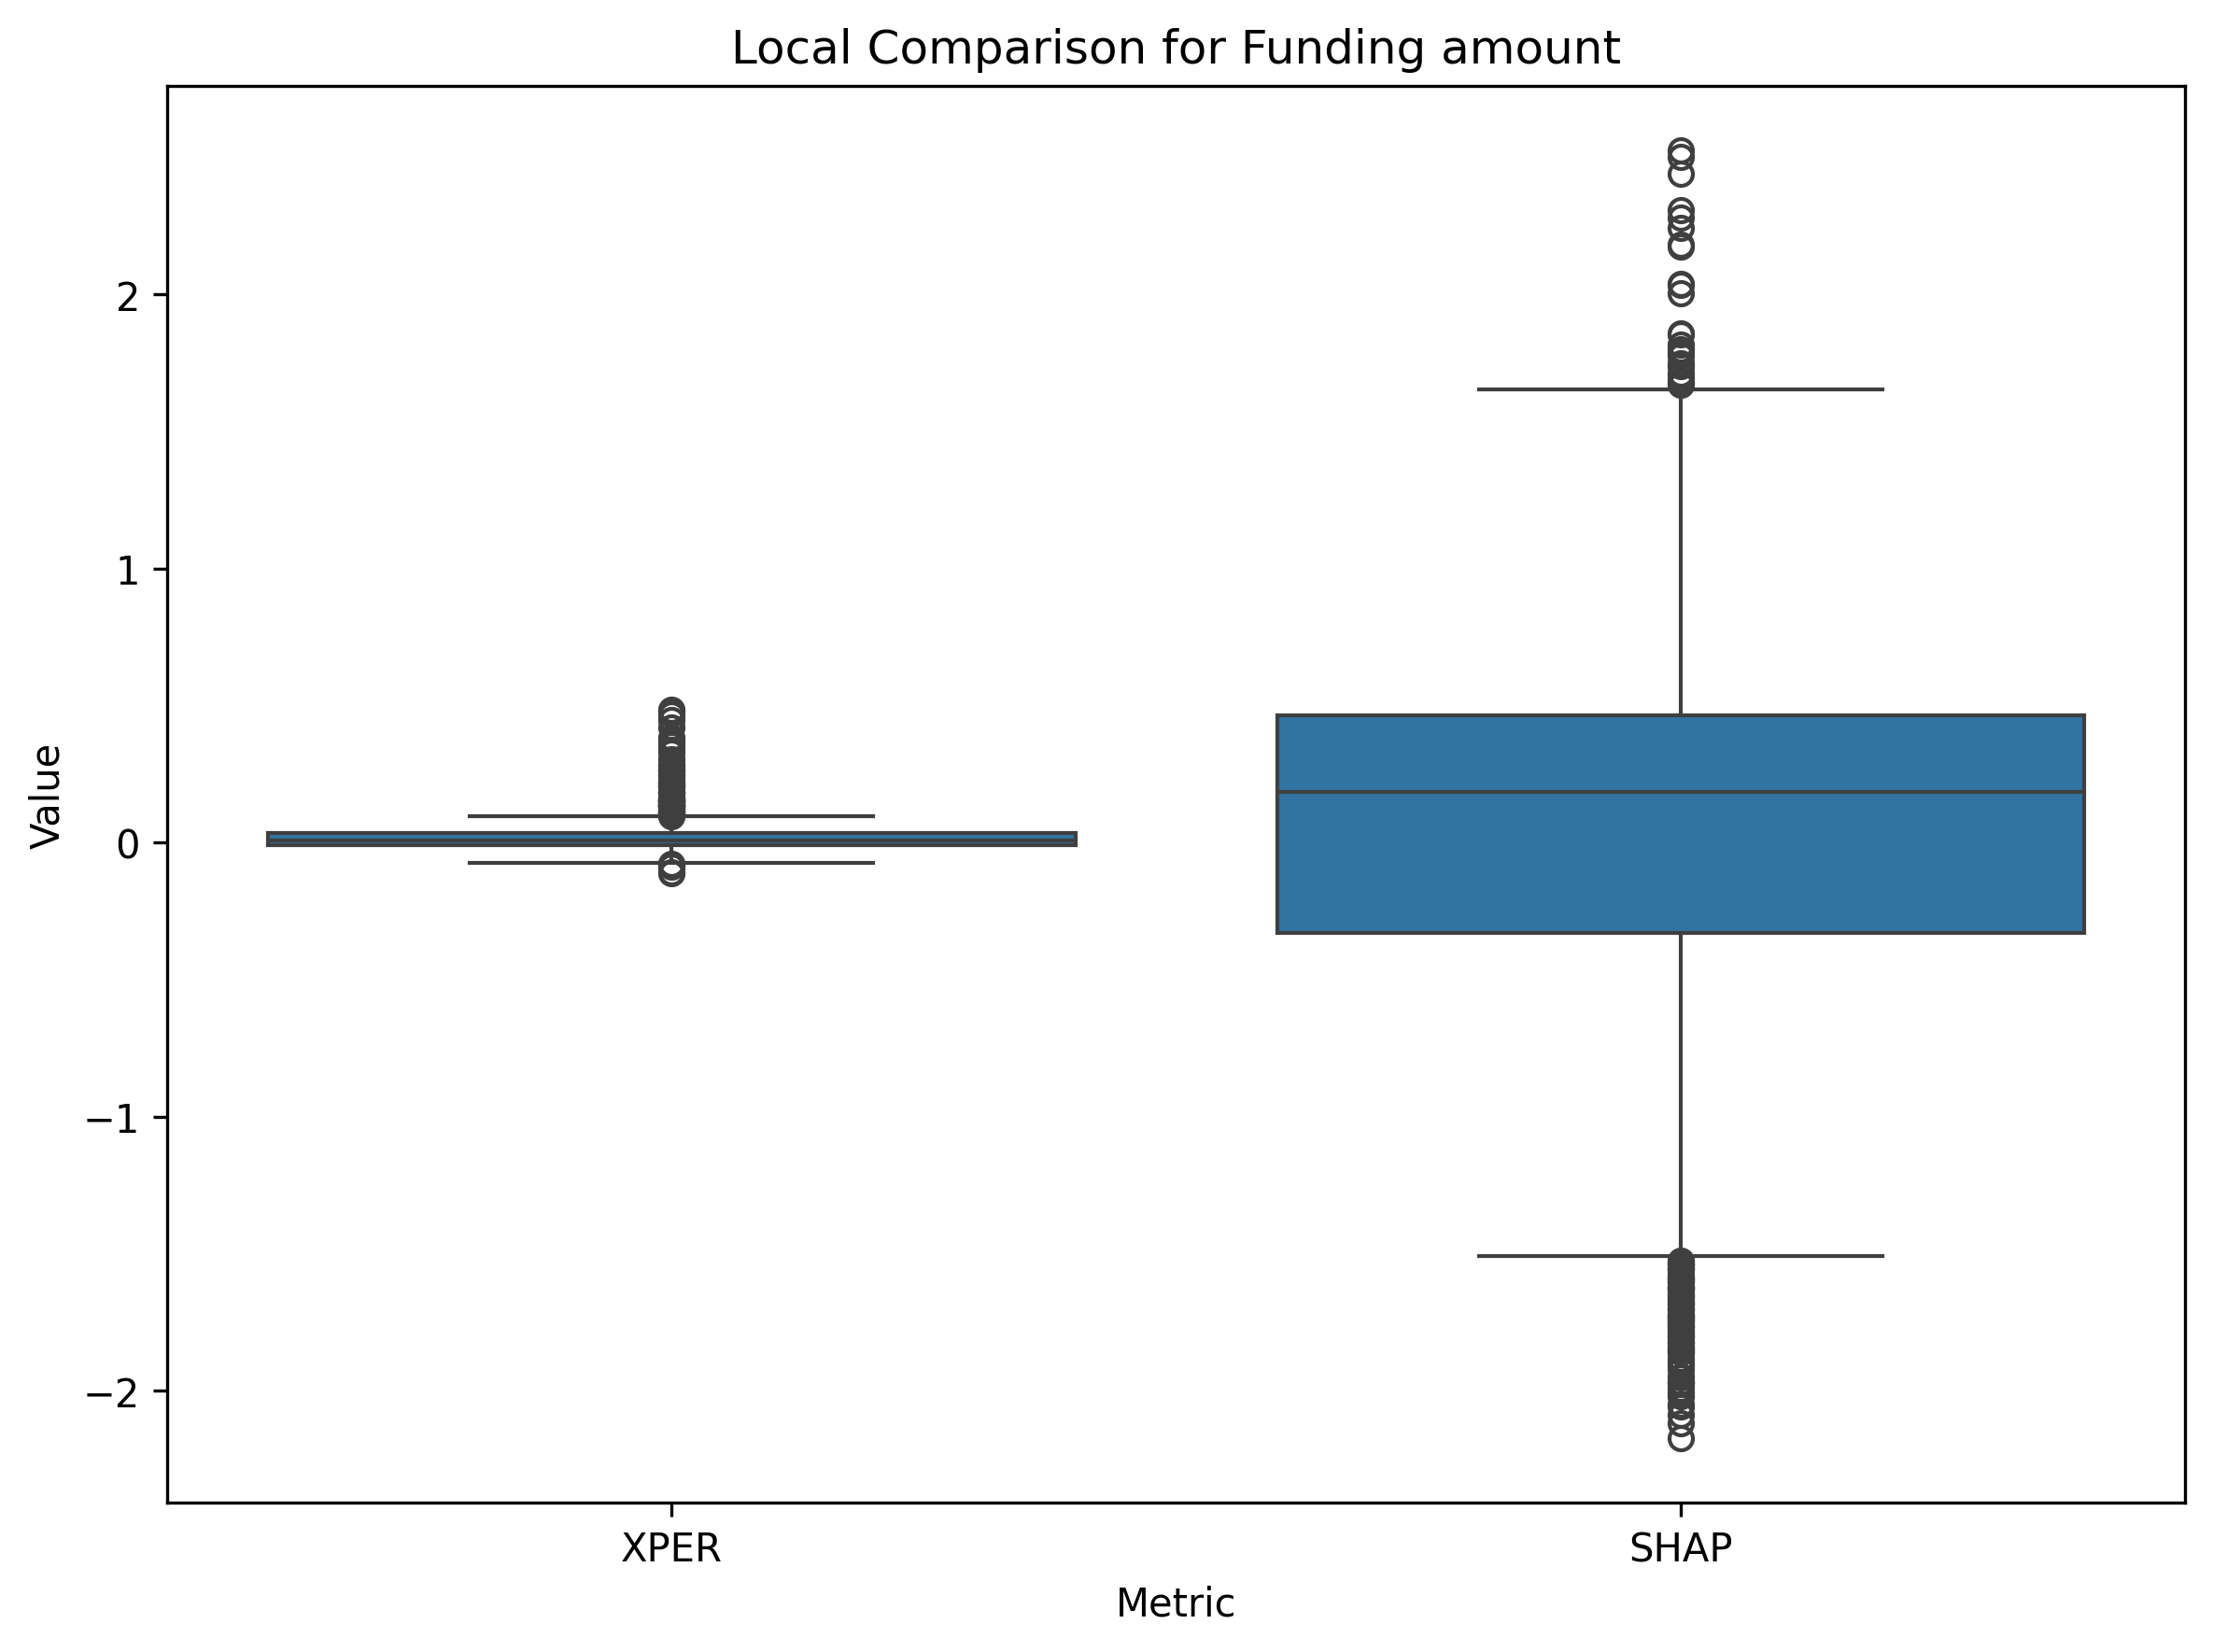 Local Comparison for Funding amount
Value
2
1
0
−1
−2
XPER
SHAP
Metric